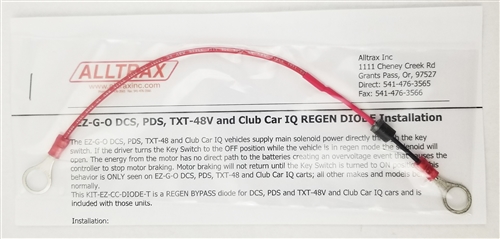 ALLTRAX
Alltrax Inc
1111 Cheney Creek Rd
Grants Pass, Or, 97527
Direct: 541-476-3565
Fax: 541-476-3566
EZ-G-O DCS, PDS, TXT-48V and Club Car IQ REGEN DIODE Installation
The EZ-G-O DCS, PDS, TXT-48 and Club Car IQ vehicles supply main solenoid power directly through the key
switch. If the driver turns the Key Switch to the OFF position while the vehicle is in regen mode the solenoid will
open. The energy from the motor has no direct path to the batteries creating an overvoltage event that causes the
controller to stop motor braking. Motor braking will not return until the Key Switch is turned to ON position. This
behavior is ONLY seen on EZ-G-O DCS, PDS, TXT-48 and Club Car IQ carts; all other makes and models
normally.
This KIT-EZ-CC-DIODE-T is a REGEN BYPASS diode for DCS, PDS and TXT-48V and Club Car IQ carts and is
included with those units.
Installation: